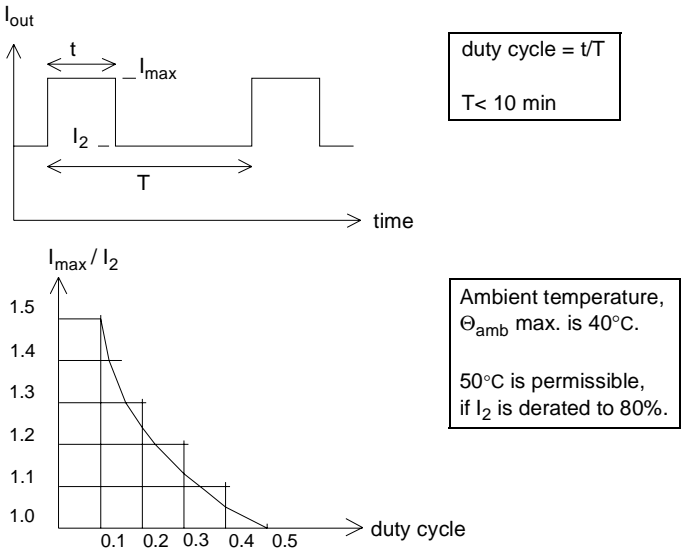 I_out
t
I_max
I_2
T
time
duty cycle = t/T
T< 10 min
I_max / I_2
1.5
1.4
1.3
1.2
1.1
1.0
0.1 0.2 0.3 0.4 0.5
duty cycle
Ambient temperature,
Θ_amb max. is 40°C.
50°C is permissible,
if I_2 is derated to 80%.